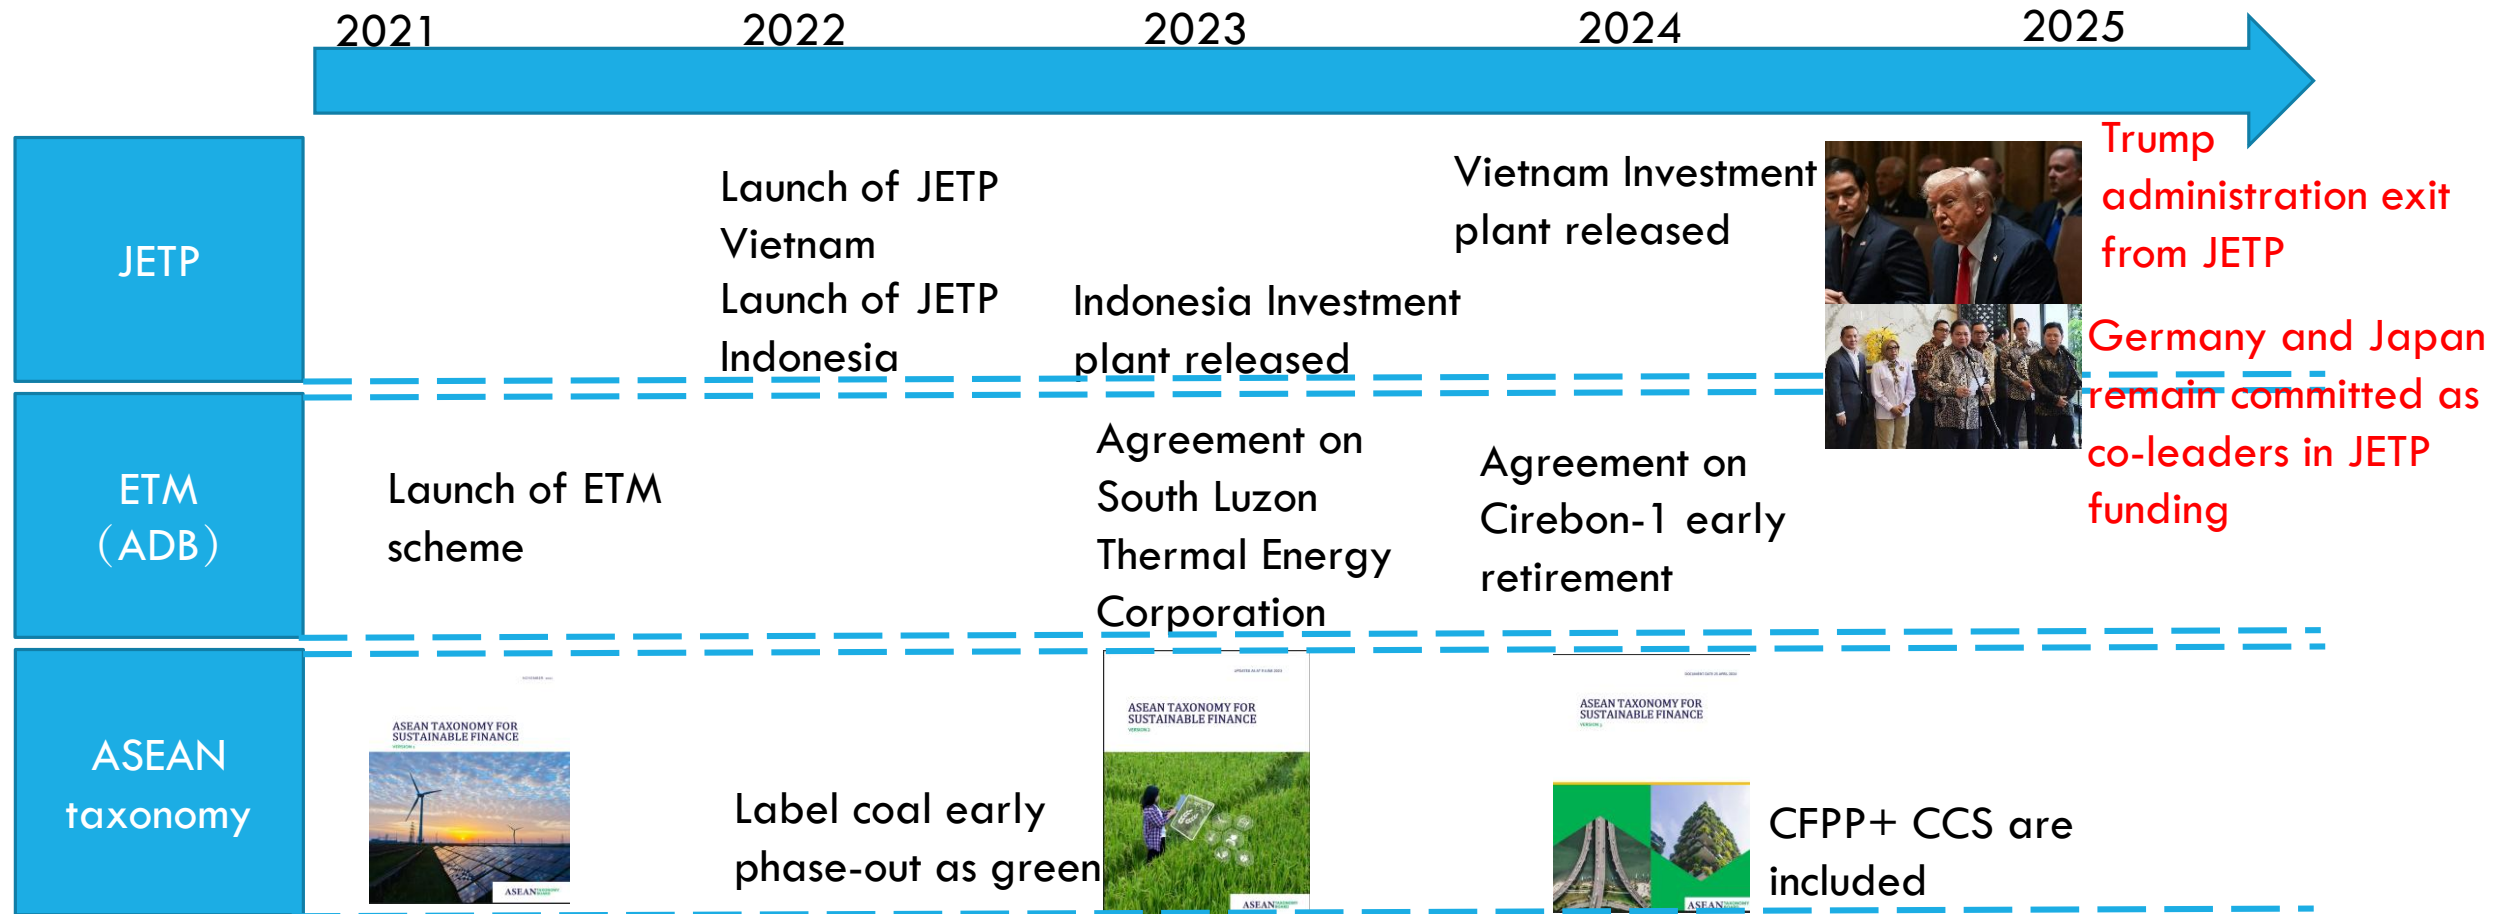 2021
2022
2023
2024
2025
JETP
Launch of JETP
Vietnam
Launch of JETP
Indonesia
Indonesia Investment
plant released
Vietnam Investment
plant released
Trump
administration exit
from JETP
Germany and Japan
remain committed as
co-leaders in JETP
funding
ETM
（ADB）
Launch of ETM
scheme
Agreement on
South Luzon
Thermal Energy
Corporation
Agreement on
Cirebon-1 early
retirement
ASEAN
taxonomy
ASEAN TAXONOMY FOR
SUSTAINABLE FINANCE
ASEAN
Label coal early
phase-out as green
ASEAN TAXONOMY FOR
SUSTAINABLE FINANCE
ASEAN
ASEAN TAXONOMY FOR
SUSTAINABLE FINANCE
ASEAN
CFPP+ CCS are
included